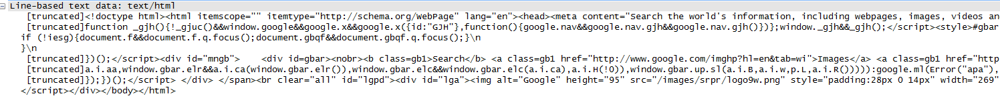 Line-based text data: text/html
[truncated]<!doctype html><html itemscope="" itemtype="http://schema.org/WebPage" lang="en"><head><meta content="Search the world's information, including webpages, images, videos an
[truncated]function _gjh(){!_gjuc()&&window.google&&google.x&&google.x({id:"GJH"},function(){google.nav&&google.nav.gjh&&google.nav.gjh()})};window._gjh&&_gjh();</script><style>#gbar
if (!iesg){document.f&&document.f.q.focus();document.gbqf&&document.gbqf.q.focus();}\n
}\n
[truncated]})();</script><div id="mngb">    <div id=gbar><nobr><b class=gb1>Search</b> <a class=gb1 href="http://www.google.com/imghp?hl=en&tab=wi">Images</a> <a class=gb1 href="http
[truncated]a.i.aa,window.gbar.elr&&a.i.ca(window.gbar.elr()),window.gbar.elc&&window.gbar.elc(a.i.ca),a.i.H(!0)),window.gbar.up.sl(a.i.B,a.i.w,p.L,a.i.R()))):google.ml(Error("apa"),
[truncated]});})();</script> </div> </span><br clear="all" id="lgpd"><div id="lga"><img alt="Google" height="95" src="/images/srpr/logo9w.png" style="padding:28px 0 14px" width="269"
</script></div></body></html>